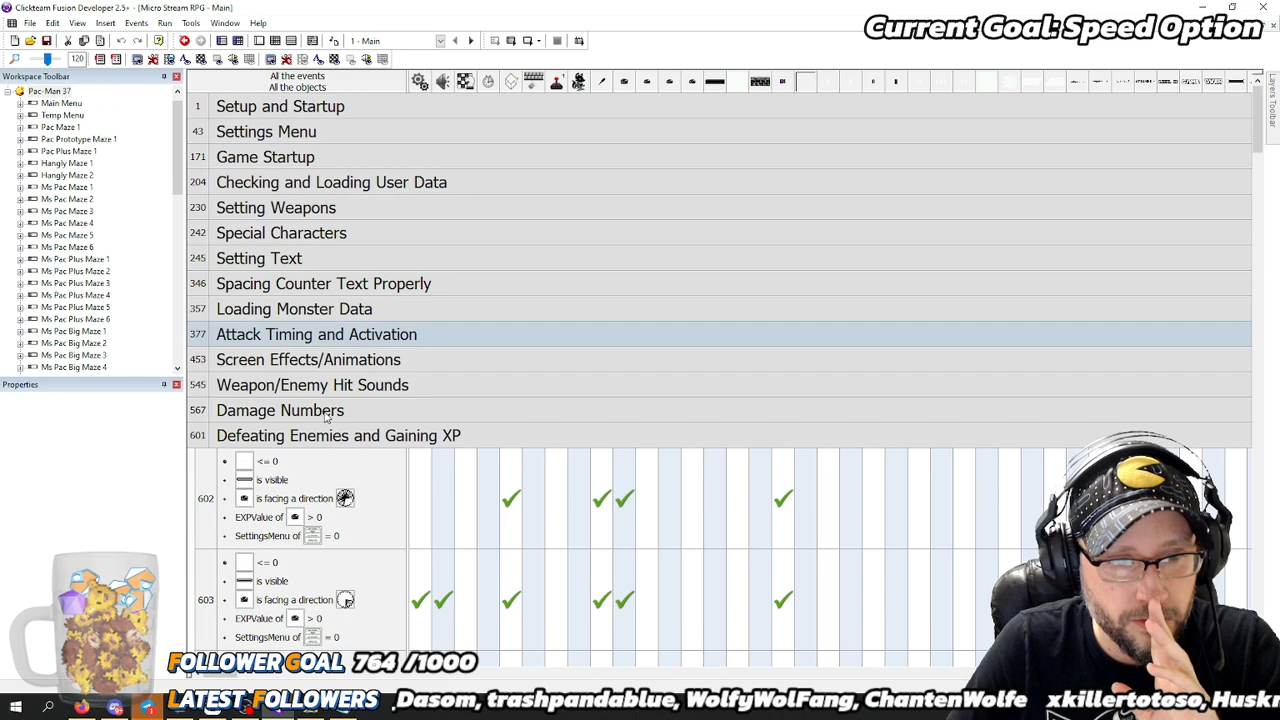 Clickteam Fusion Developer 2.5+ - [Micro Stream RPG - Main]
File Edit View Insert Events Run Tools Window Help
Current Goal: Speed Option
1 - Main
120
Workspace Toolbar
Pac-Man 37
Main Menu
Temp Menu
Pac Maze 1
Pac Prototype Maze 1
Pac Plus Maze 1
Hangly Maze 1
Hangly Maze 2
Ms Pac Maze 1
Ms Pac Maze 2
Ms Pac Maze 3
Ms Pac Maze 4
Ms Pac Maze 5
Ms Pac Maze 6
Ms Pac Plus Maze 1
Ms Pac Plus Maze 2
Ms Pac Plus Maze 3
Ms Pac Plus Maze 4
Ms Pac Plus Maze 5
Ms Pac Plus Maze 6
Ms Pac Big Maze 1
Ms Pac Big Maze 2
Ms Pac Big Maze 3
Ms Pac Big Maze 4
Properties
All the events
All the objects
1 Setup and Startup
43 Settings Menu
171 Game Startup
204 Checking and Loading User Data
230 Setting Weapons
242 Special Characters
245 Setting Text
346 Spacing Counter Text Properly
357 Loading Monster Data
377 Attack Timing and Activation
453 Screen Effects/Animations
545 Weapon/Enemy Hit Sounds
567 Damage Numbers
601 Defeating Enemies and Gaining XP
602
<= 0
is visible
is facing a direction
EXPValue of > 0
SettingsMenu of = 0
603
<= 0
is visible
is facing a direction
EXPValue of > 0
SettingsMenu of = 0
Layers Toolbar
Follower Goal 764 /1000
Latest Followers Dasom, trashpandablue, WolfyWolFang, ChaotenWolfe xkillertotoso, Huski